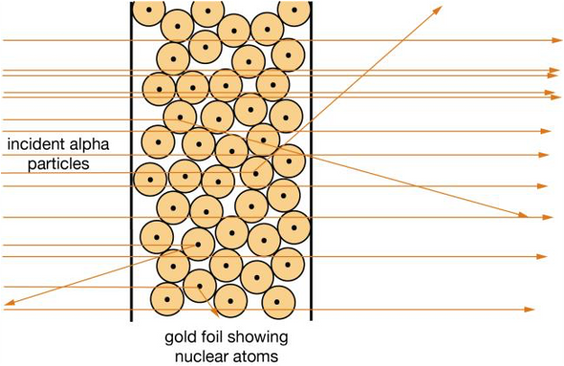 incident alpha
particles
gold foil showing
nuclear atoms